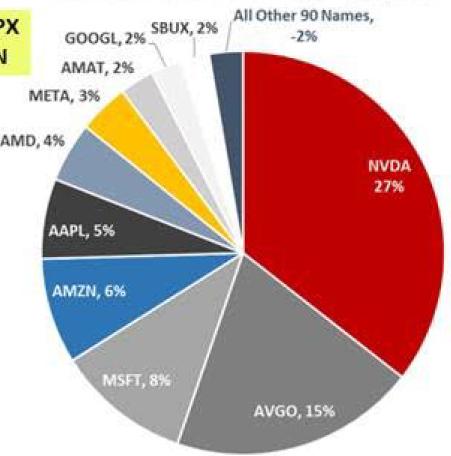 PX
N
All Other 90 Names,
-2%
SBUX, 2%
GOOGL, 2%
AMAT, 2%
META, 3%
AMD, 4%
AAPL, 5%
AMZN, 6%
MSFT, 8%
AVGO, 15%
NVDA
27%